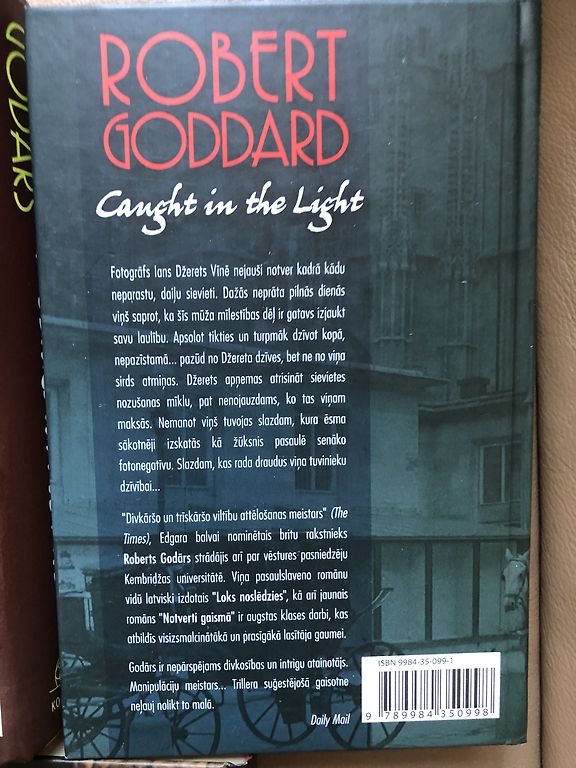 ROBERT
GODDARD
Caught in the Light
Fotogrāfs Ians Džerets Vīnē nejauši notver kadrā kādu
neparastu, daiļu sievieti. Dažās neprāta pilnās dienās
viņš saprot, ka šīs mūža mīlestības dēļ ir gatavs izjaukt
savu laulību. Apsolot tikties un turpmāk dzīvot kopā,
nepazīstamā... pazūd no Džereta dzīves, bet ne no viņa
sirds atmiņas. Džerets apņemas atrisināt sievietes
nozušanas mīklu, pat nenojauzdams, ko tas viņam
maksās. Nemanot viņš tuvojas slazdam, kura ēsma
sākotnēji izskatās kā žūksnis pasaulē senāko
fotonegatīvu. Slazdam, kas rada draudus viņa tuvinieku
dzīvībai...
"Divkāršo un trīskāršo viltību attēlošanas meistars" (The
Times), Edgara balvai nominētais britu rakstnieks
Roberts Godārs strādājis arī par vēstures pasniedzēju
Kembridžas universitātē. Viņa pasaulslaveno romānu
vidū latviski izdotais "Loks noslēdzies", kā arī jaunais
romāns "Notverti gaismā" ir augstas klases darbi, kas
atbildīs visizsmalcinātākā un prasīgākā lasītāja gaumei.
Godārs ir nepārspējams divkosības un intrigu atainotājs.
Manipulāciju meistars... Trillera suģestējošā gaisotne
neļauj nolikt to malā.
Daily Mail
ISBN 9984-35-099-1
9 789984 350998
GODARS
KO